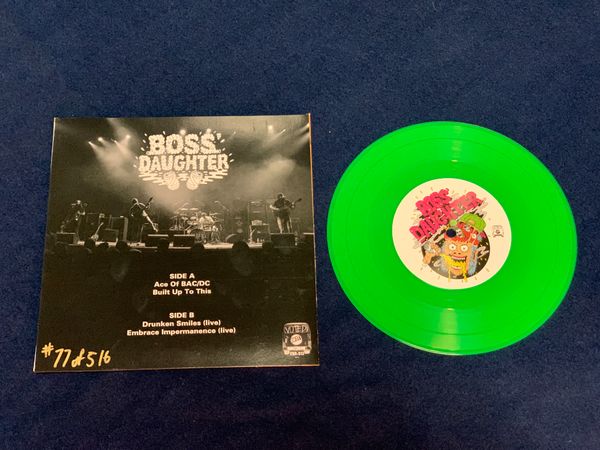 BOSS'
DAUGHTER
SIDE A
Ace Of BAC/DC
Built Up To This
SIDE B
Drunken Smiles (live)
Embrace Impermanence (live)
#77 of 516
BOSS'
DAUGHTER